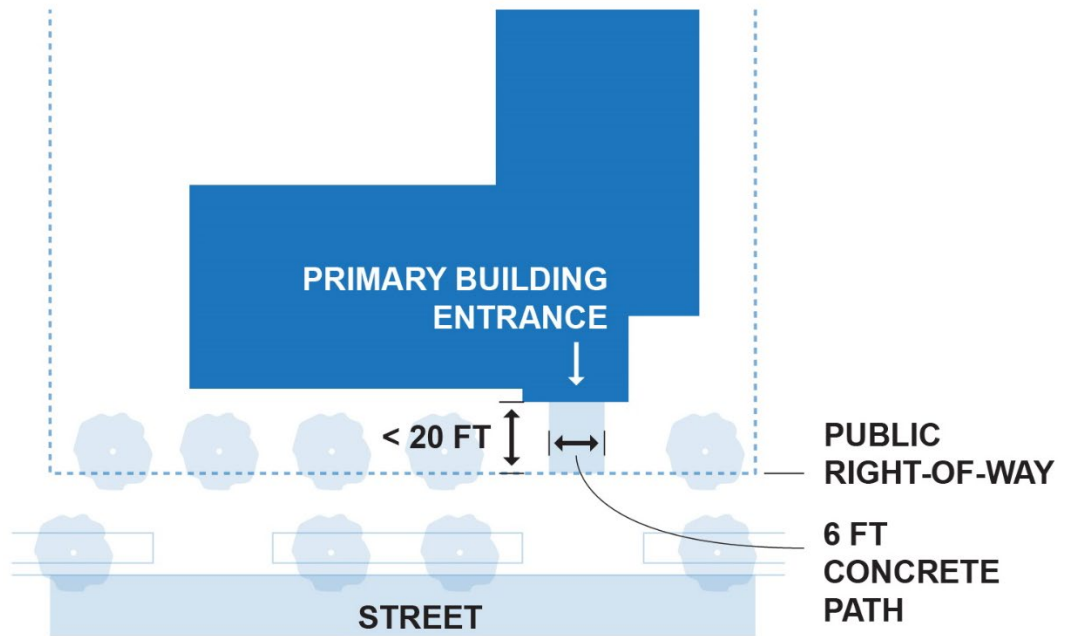 PRIMARY BUILDING
ENTRANCE
< 20 FT
PUBLIC
RIGHT-OF-WAY
6 FT
CONCRETE
PATH
STREET